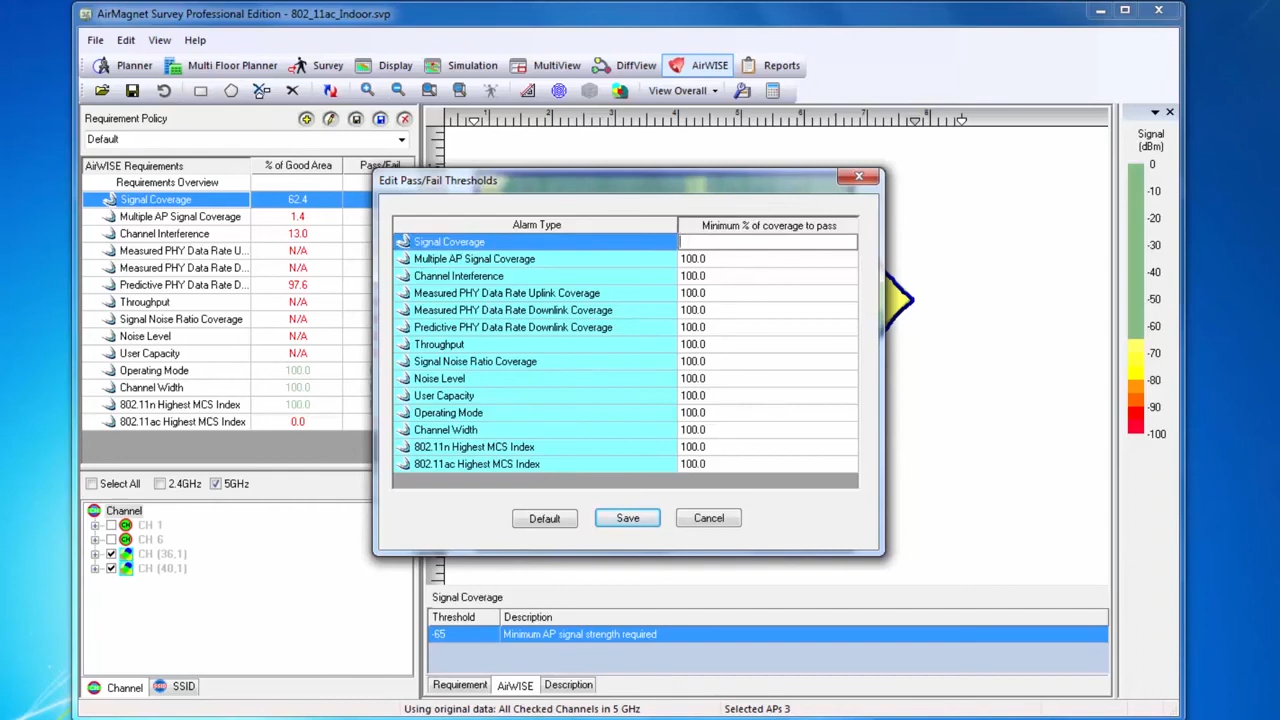 AirMagnet Survey Professional Edition - 802_11ac_Indoor.svp
File Edit View Help
Planner Multi Floor Planner Survey Display Simulation MultiView DiffView AirWISE Reports
View Overall
Requirement Policy
Default
AirWISE Requirements % of Good Area Pass/Fail
Requirements Overview
Signal Coverage 62.4
Multiple AP Signal Coverage 1.4
Channel Interference 13.0
Measured PHY Data Rate U... N/A
Measured PHY Data Rate D... N/A
Predictive PHY Data Rate D... 97.6
Throughput N/A
Signal Noise Ratio Coverage N/A
Noise Level N/A
User Capacity N/A
Operating Mode 100.0
Channel Width 100.0
802.11n Highest MCS Index 100.0
802.11ac Highest MCS Index 0.0
Select All 2.4GHz 5GHz
Channel
CH 1
CH 6
CH (36,1)
CH (40,1)
Channel SSID
1 2 3 4 5 6 7 8
Edit Pass/Fail Thresholds
Alarm Type Minimum % of coverage to pass
Signal Coverage
Multiple AP Signal Coverage 100.0
Channel Interference 100.0
Measured PHY Data Rate Uplink Coverage 100.0
Measured PHY Data Rate Downlink Coverage 100.0
Predictive PHY Data Rate Downlink Coverage 100.0
Throughput 100.0
Signal Noise Ratio Coverage 100.0
Noise Level 100.0
User Capacity 100.0
Operating Mode 100.0
Channel Width 100.0
802.11n Highest MCS Index 100.0
802.11ac Highest MCS Index 100.0
Default Save Cancel
Signal Coverage
Threshold Description
-65 Minimum AP signal strength required
Requirement AirWISE Description
Signal
(dBm)
0
-10
-20
-30
-40
-50
-60
-70
-80
-90
-100
Using original data: All Checked Channels in 5 GHz Selected APs 3